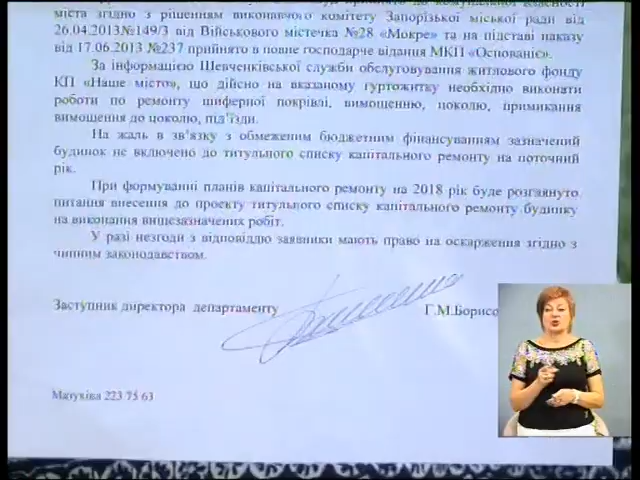 міста згідно з рішенням виконавчого комітету Запорізької міської ради від
26.04.2013№149/3 від Військового містечка №28 «Мокре» та на підставі наказу
від 17.06.2013 №237 прийнято в повне господарче відання МКП «Основаніє».
За інформацією Шевченківської служби обслуговування житлового фонду
КП «Наше місто», що дійсно на вказаному гуртожитку необхідно виконати
роботи по ремонту шиферної покрівлі, вимощенню, цоколю, примикання
вимощення до цоколю, під'їзди.
На жаль в зв'язку з обмеженим бюджетним фінансуванням зазначений
будинок не включено до титульного списку капітального ремонту на поточний
рік.
При формуванні планів капітального ремонту на 2018 рік буде розглянуто
питання внесення до проекту титульного списку капітального ремонту будинку
на виконання вищезазначених робіт.
У разі незгоди з відповіддю заявники мають право на оскарження згідно з
чинним законодавством.
Заступник директора департаменту Г.М.Борисо
223 75 63